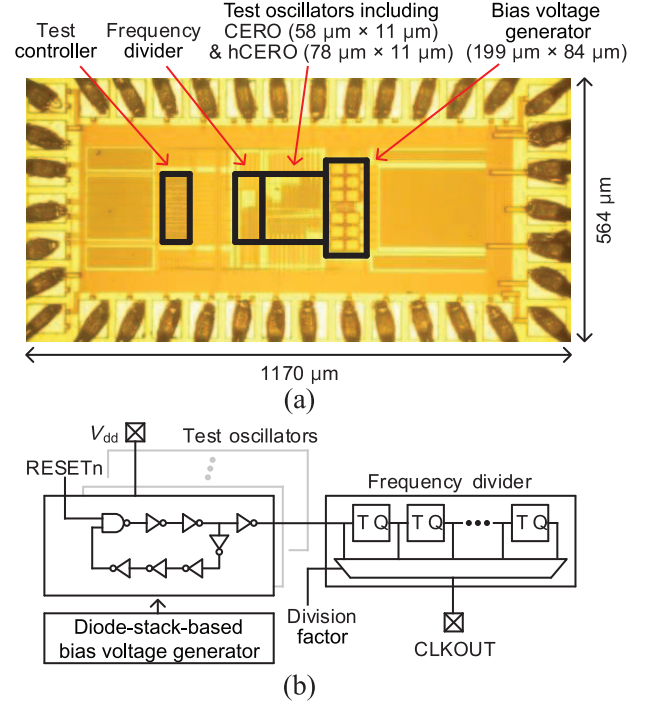 Test
controller
Frequency
divider
Test oscillators including
CERO (58 µm × 11 µm)
& hCERO (78 µm × 11 µm)
Bias voltage
generator
(199 µm × 84 µm)
564 µm
1170 µm
(a)
Vdd
Test oscillators
RESETn
Frequency divider
T Q
T Q
T Q
Diode-stack-based
bias voltage generator
Division
factor
CLKOUT
(b)